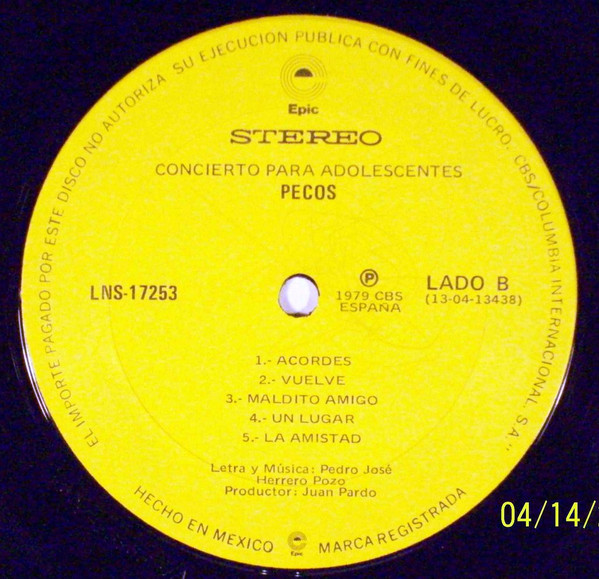 EL IMPORTE PAGADO POR ESTE DISCO NO AUTORIZA SU EJECUCION PUBLICA CON FINES DE LUCRO. CBS/COLUMBIA INTERNACIONAL, S.A."
Epic
STEREO
CONCIERTO PARA ADOLESCENTES
PECOS
LNS-17253
P
1979 CBS
ESPAÑA
LADO B
(13-04-13438)
1.- ACORDES
2.- VUELVE
3.- MALDITO AMIGO
4.- UN LUGAR
5.- LA AMISTAD
Letra y Música: Pedro José
Herrero Pozo
Productor: Juan Pardo
HECHO EN MEXICO
Epic
MARCA REGISTRADA
04/14/